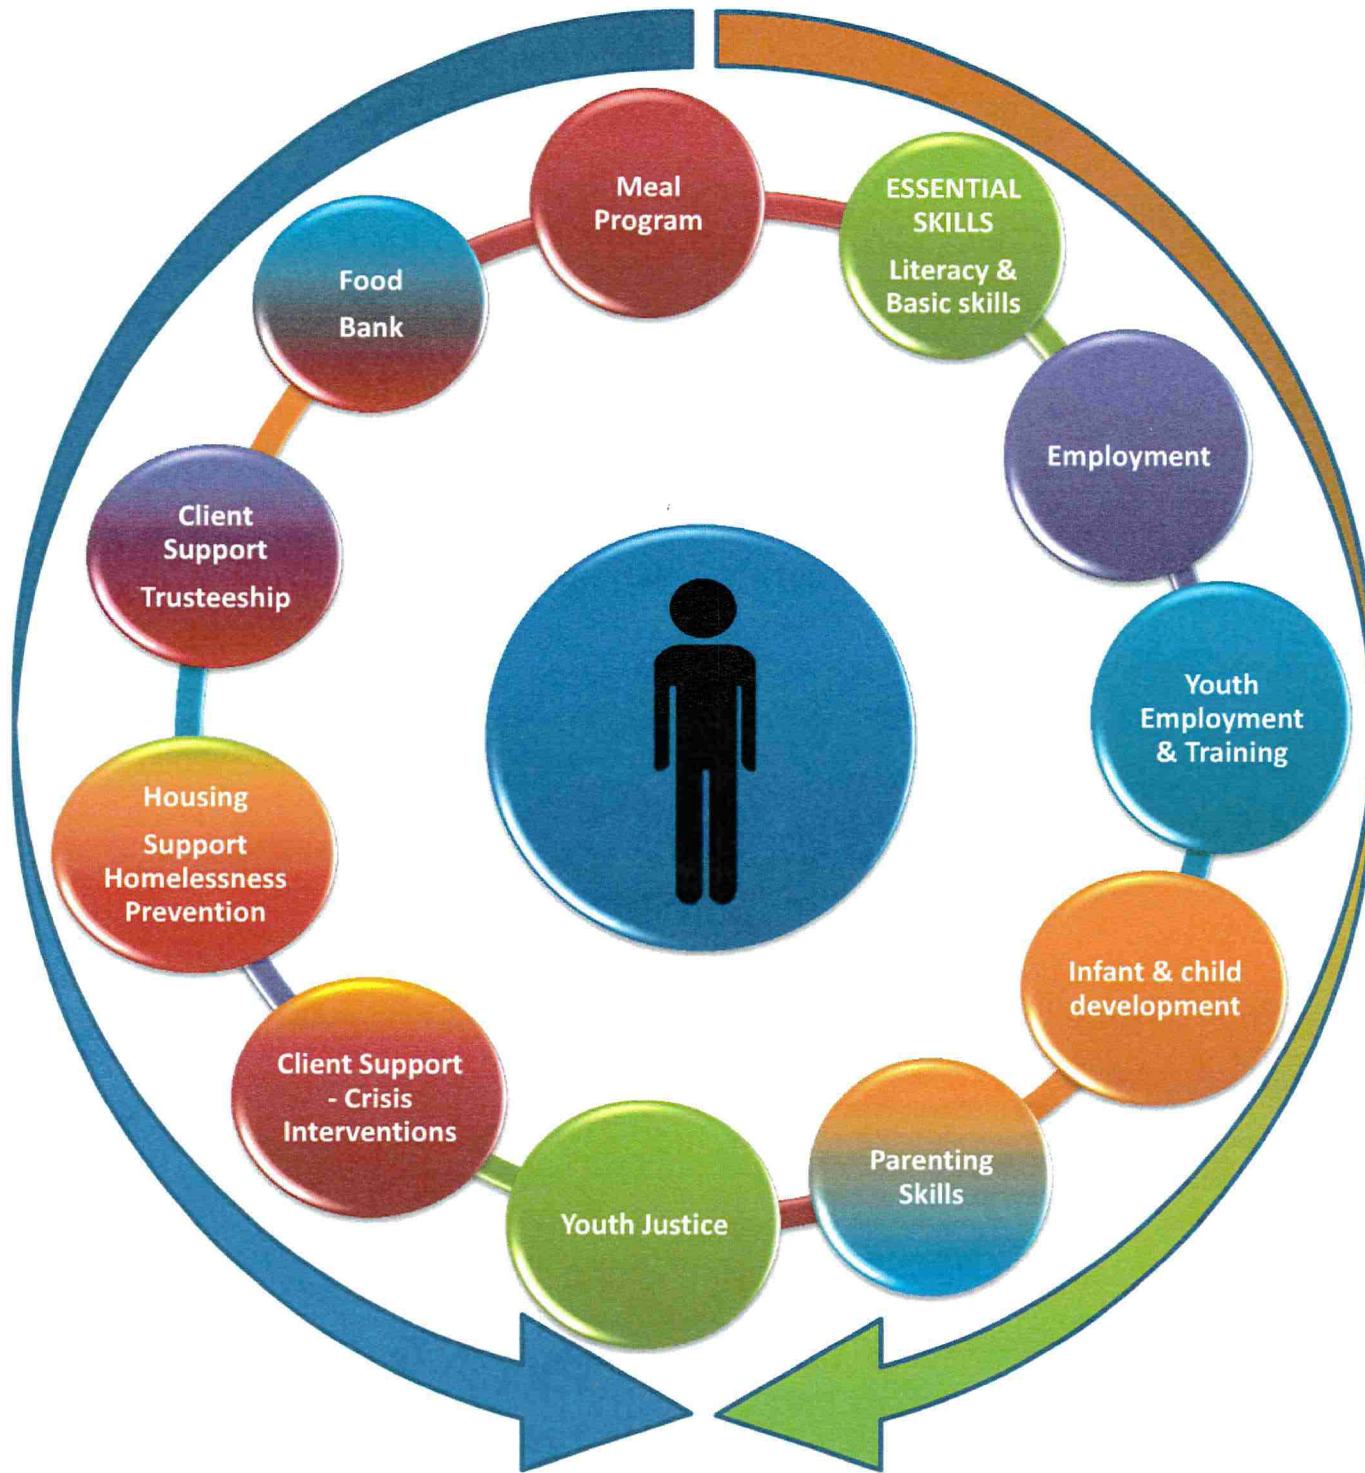 Meal
Program
ESSENTIAL
SKILLS
Literacy &
Basic skills
Employment
Youth
Employment
& Training
Infant & child
development
Parenting
Skills
Youth Justice
Client Support
- Crisis
Interventions
Housing
Support
Homelessness
Prevention
Client
Support
Trusteeship
Food
Bank